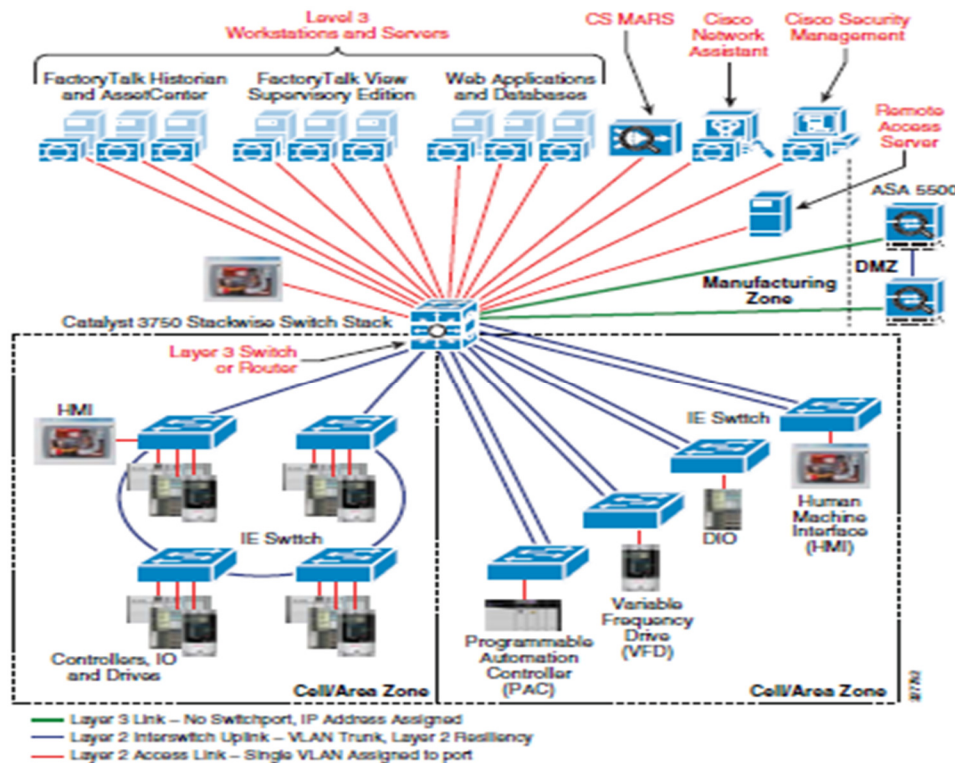 Level 3
Workstations and Servers
CS MARS
Cisco
Network
Assistant
Cisco Security
Management
FactoryTalk Historian
and AssetCenter
FactoryTalk View
Supervisory Edition
Web Applications
and Databases
Remote
Access
Server
ASA 5500
DMZ
Manufacturing
Zone
Catalyst 3750 Stackwise Switch Stack
Layer 3 Switch
or Router
HMI
IE Swttch
Human
Machine
Interface
(HMI)
DIO
IE Swttch
Variable
Frequency
Drive
(VFD)
Programmable
Automation
Controller
(PAC)
Controllers, IO
and Drives
Cell/Area Zone
Cell/Area Zone
Layer 3 Link – No Switchport, IP Address Assigned
Layer 2 Interswitch Uplink – VLAN Trunk, Layer 2 Resiliency
Layer 2 Access Link – Single VLAN Assigned to port